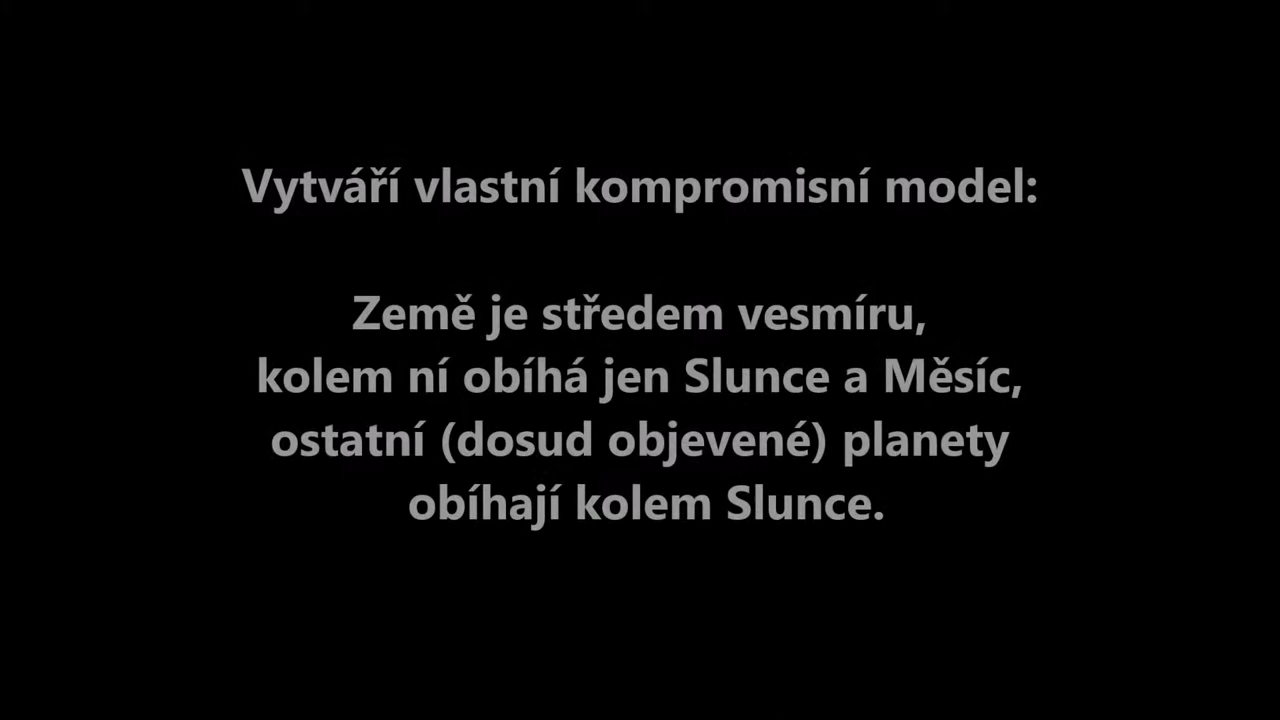 Vytváří vlastní kompromisní model:
Země je středem vesmíru,
kolem ní obíhá jen Slunce a Měsíc,
ostatní (dosud objevené) planety
obíhají kolem Slunce.